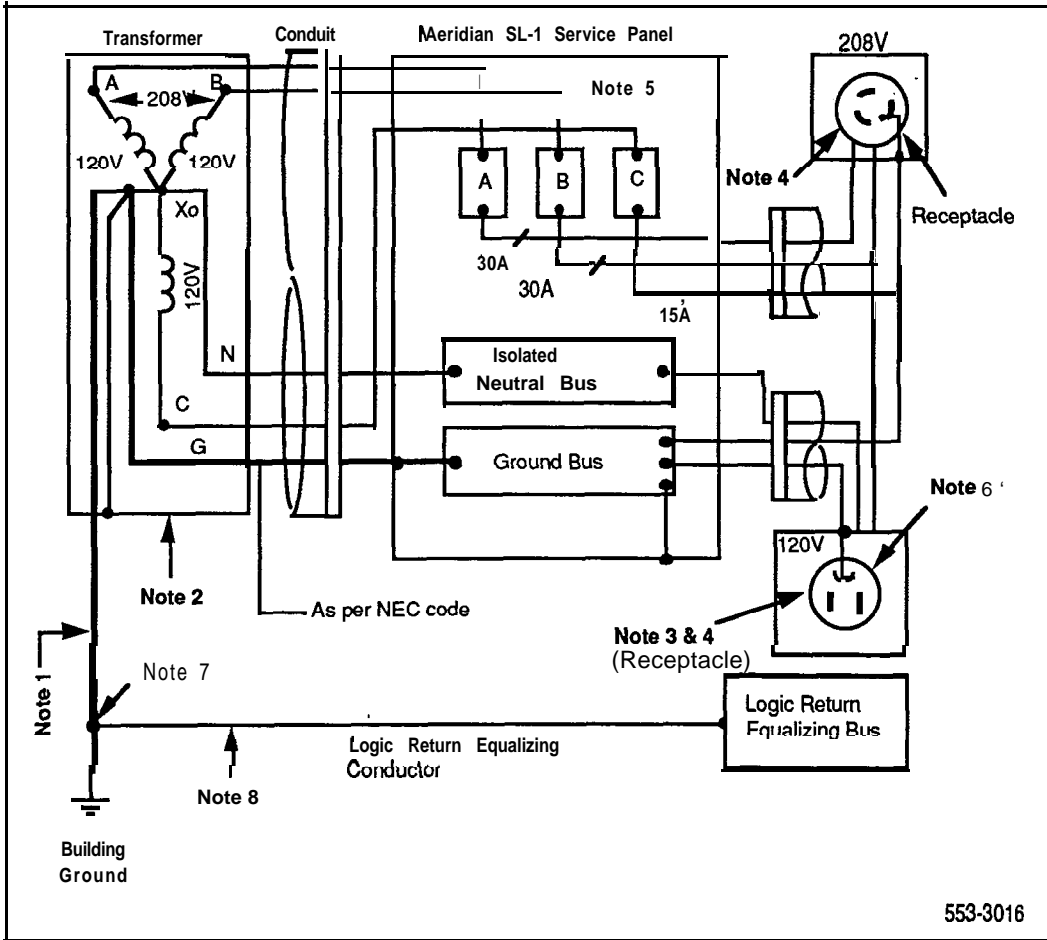 Transformer
Conduit
Meridian SL-1 Service Panel
208V
A
B
208V
Note 5
120V
120V
A
B
C
Note 4
Xo
Receptacle
120V
30A
30A
15A
N
Isolated
Neutral Bus
C
G
Ground Bus
Note 6
120V
Note 2
As per NEC code
Note 3 & 4
(Receptacle)
Note 1
Note 7
Logic Return
Equalizing Bus
Logic Return Equalizing
Conductor
Note 8
Building
Ground
553-3016